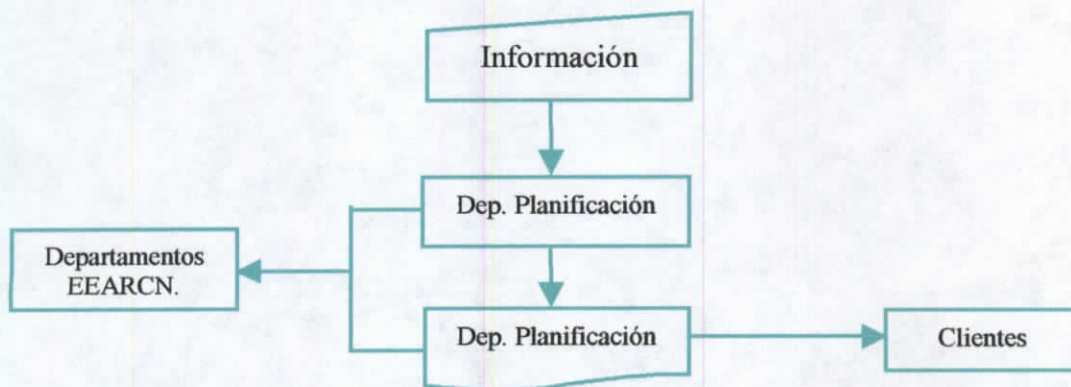 Información
Dep. Planificación
Departamentos
EEARCN.
Dep. Planificación
Clientes